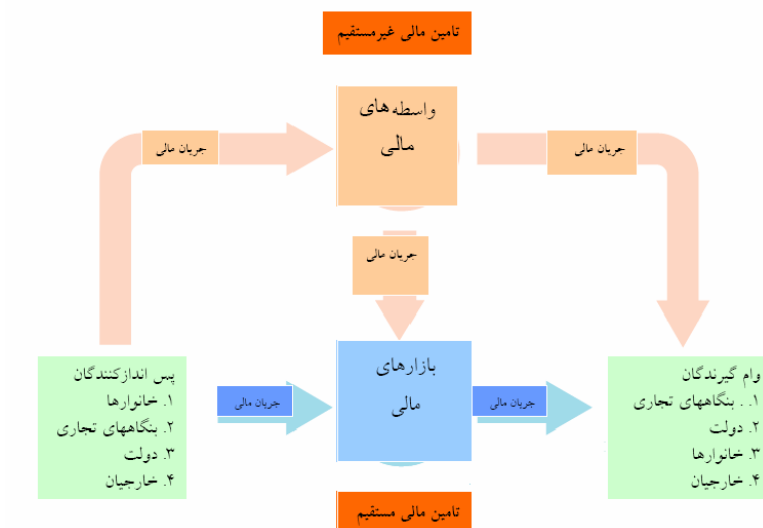 تامین مالی غیرمستقیم
واسطه های
مالی
جریان مالی
جریان مالی
جریان مالی
پس اندازکنندگان
۱. خانوارها
۲. بنگاههای تجاری
۳. دولت
۴. خارجیان
جریان مالی
بازارهای
مالی
جریان مالی
وام گیرندگان
۱. . بنگاههای تجاری
۲. دولت
۳. خانوارها
۴. خارجیان
تامین مالی مستقیم